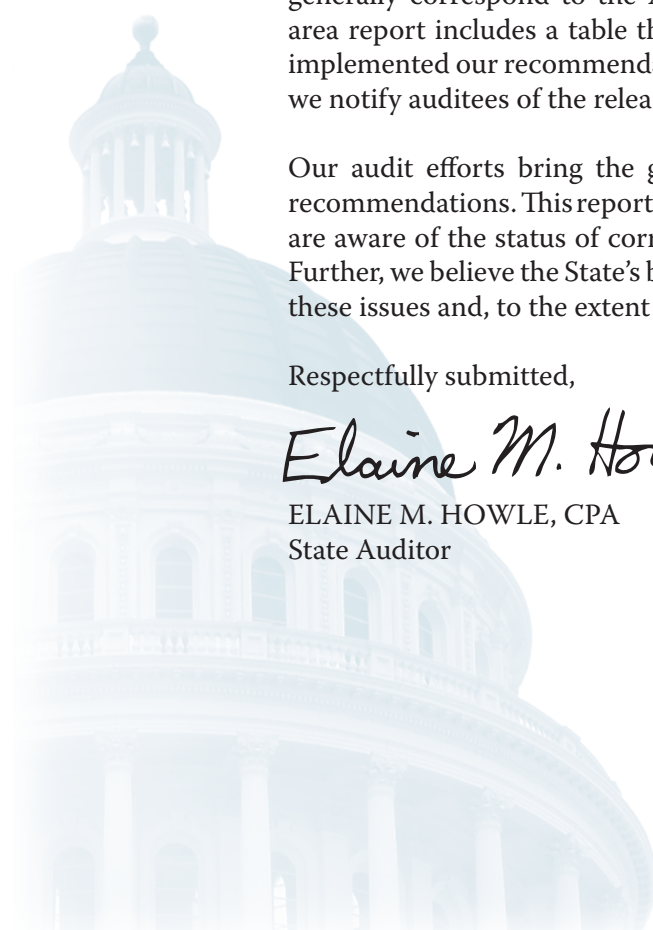 generally correspond to the
area report includes a table th
implemented our recommenda
we notify auditees of the relea
Our audit efforts bring the g
recommendations. This report
are aware of the status of corr
Further, we believe the State’s b
these issues and, to the extent
Respectfully submitted,
Elaine M. Ho
ELAINE M. HOWLE, CPA
State Auditor